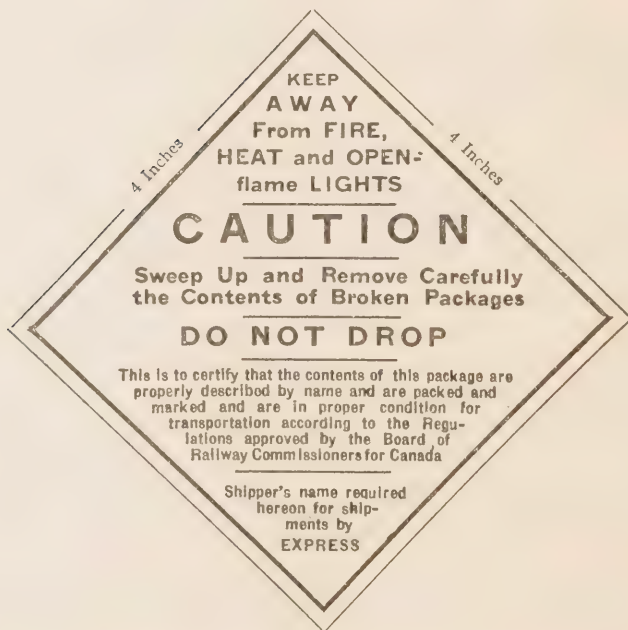 KEEP
AWAY
From FIRE,
HEAT and OPEN-
flame LIGHTS
4 Inches
4 Inches
CAUTION
Sweep Up and Remove Carefully
the Contents of Broken Packages
DO NOT DROP
This is to certify that the contents of this package are
properly described by name and are packed and
marked and are in proper condition for
transportation according to the Regu-
lations approved by the Board of
Railway Commissioners for Canada
Shipper's name required
hereon for ship-
ments by
EXPRESS